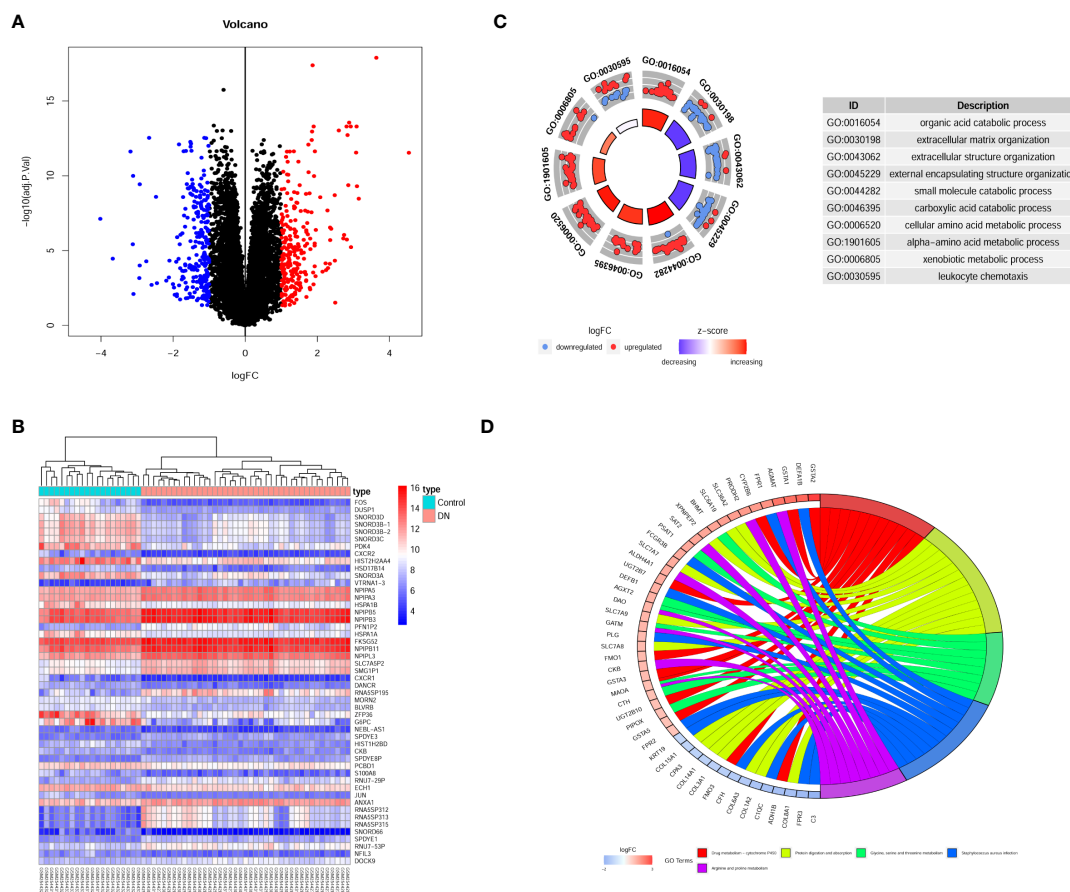 A
Volcano
-log10(adj.P.Val)
15
10
5
0
-4
-2
0
2
4
logFC
C
GO:0016054
GO:0030198
GO:0043062
GO:0045229
GO:0044282
GO:0046395
GO:0006520
GO:1901605
GO:0006805
GO:0030595
logFC
downregulated
upregulated
z-score
decreasing
increasing
ID Description
GO:0016054 organic acid catabolic process
GO:0030198 extracellular matrix organization
GO:0043062 extracellular structure organization
GO:0045229 external encapsulating structure organizatio
GO:0044282 small molecule catabolic process
GO:0046395 carboxylic acid catabolic process
GO:0006520 cellular amino acid metabolic process
GO:1901605 alpha-amino acid metabolic process
GO:0006805 xenobiotic metabolic process
GO:0030595 leukocyte chemotaxis
B
type
FOS
DUSP1
SNORD3D
SNORD3B-1
SNORD3B-2
SNORD3C
PDK4
CXCR2
HIST2H2AA4
HSD17B14
SNORD3A
VTRNA1-3
NPIPA5
NPIPA3
HSPA1B
NPIPB5
NPIPB3
PFN1P2
HSPA1A
FKSG52
NPIPB11
NPIPL3
SLC7A5P2
SMG1P1
CXCR1
DANCR
RNA5SP195
MORN2
BLVRB
ZFP36
G6PC
NEBL-AS1
SPDYE3
HIST1H2BD
CKB
SPDYE8P
PCBD1
S100A8
RNU7-29P
ECH1
JUN
ANXA1
RNA5SP312
RNA5SP313
RNA5SP315
SNORD66
SPDYE1
RNU7-53P
NFIL3
DOCK9
16
14
12
10
8
6
4
type
Control
DN
D
GSTA2
DEFA1B
GSTA1
AGMAT
FPR1
CYP2B6
PRODH2
SLC36A2
SLC6A19
BHMT
XPNPEP2
SAT2
PSAT1
FCGR3B
SLC7A7
ALDH4A1
UGT2B7
DEFB1
AGXT2
DAO
SLC7A9
GATM
PLG
SLC7A8
FMO1
CKB
GSTA3
MAOA
CTH
UGT2B10
PIPOX
GSTA5
FPR2
KRT19
COL15A1
CPA3
COL14A1
COL3A1
FMO3
CFH
COL6A3
COL1A2
C1QC
ADH1B
COL8A1
FPR3
C3
logFC
-2
3
GO Terms
Drug metabolism - cytochrome P450
Protein digestion and absorption
Glycine, serine and threonine metabolism
Staphylococcus aureus infection
Arginine and proline metabolism